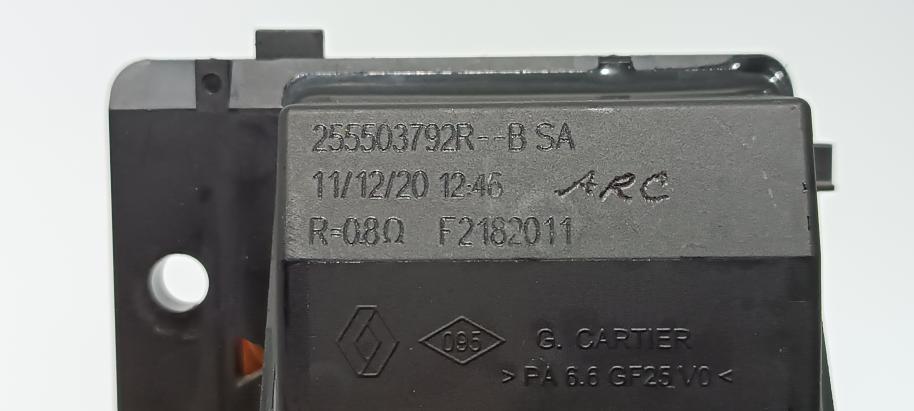 255503792R--B SA
11/12/20 12:46 ARC
R=0.8Ω F2182011
095 G. CARTIER
>PA 6.6 GF25 V0<